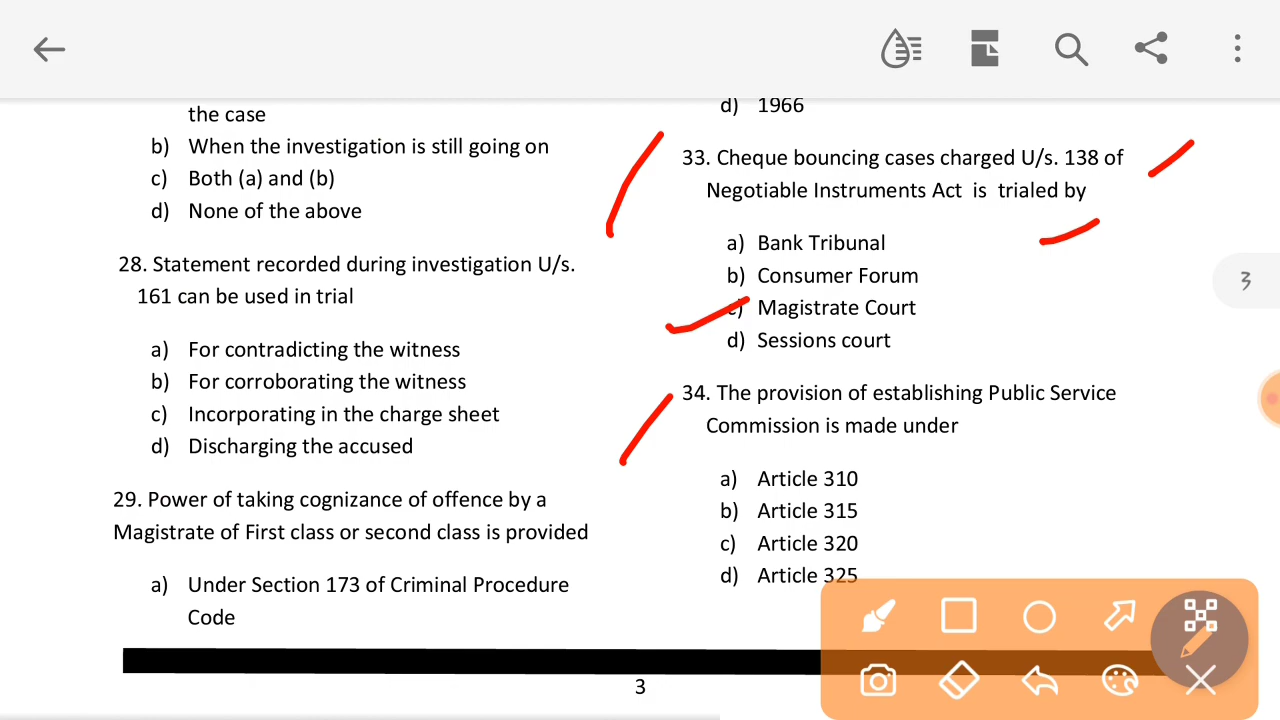 the case
b) When the investigation is still going on
c) Both (a) and (b)
d) None of the above
28. Statement recorded during investigation U/s.
161 can be used in trial
a) For contradicting the witness
b) For corroborating the witness
c) Incorporating in the charge sheet
d) Discharging the accused
29. Power of taking cognizance of offence by a
Magistrate of First class or second class is provided
a) Under Section 173 of Criminal Procedure
Code
d) 1966
33. Cheque bouncing cases charged U/s. 138 of
Negotiable Instruments Act is trialed by
a) Bank Tribunal
b) Consumer Forum
c) Magistrate Court
d) Sessions court
34. The provision of establishing Public Service
Commission is made under
a) Article 310
b) Article 315
c) Article 320
d) Article 325
3
3